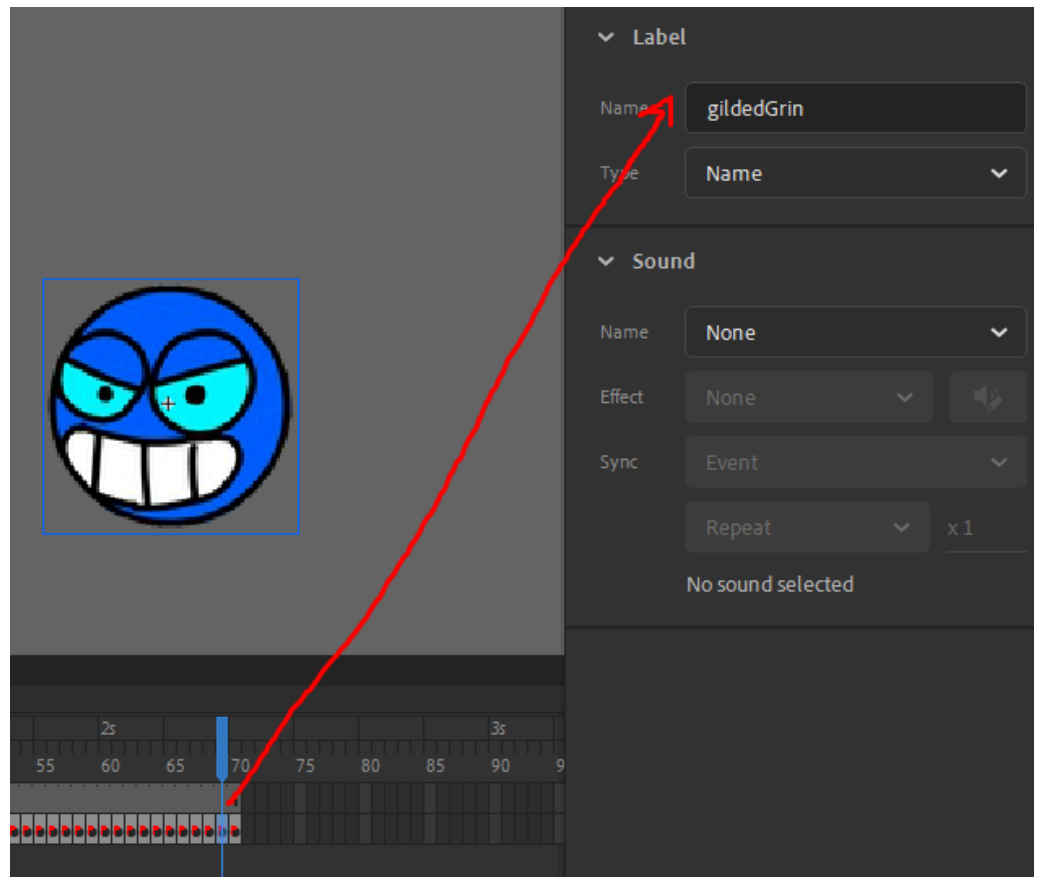 Label
Name gildedGrin
Type Name
Sound
Name None
Effect None
Sync Event
Repeat x 1
No sound selected
2s 3s
55 60 65 70 75 80 85 90 9